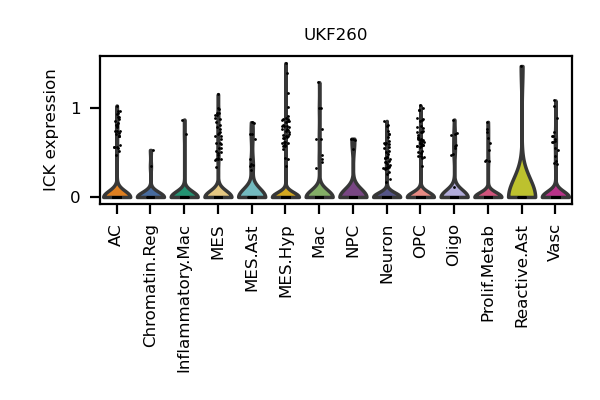 UKF260
ICK expression
1
0
AC
Chromatin.Reg
Inflammatory.Mac
MES
MES.Ast
MES.Hyp
Mac
NPC
Neuron
OPC
Oligo
Prolif.Metab
Reactive.Ast
Vasc